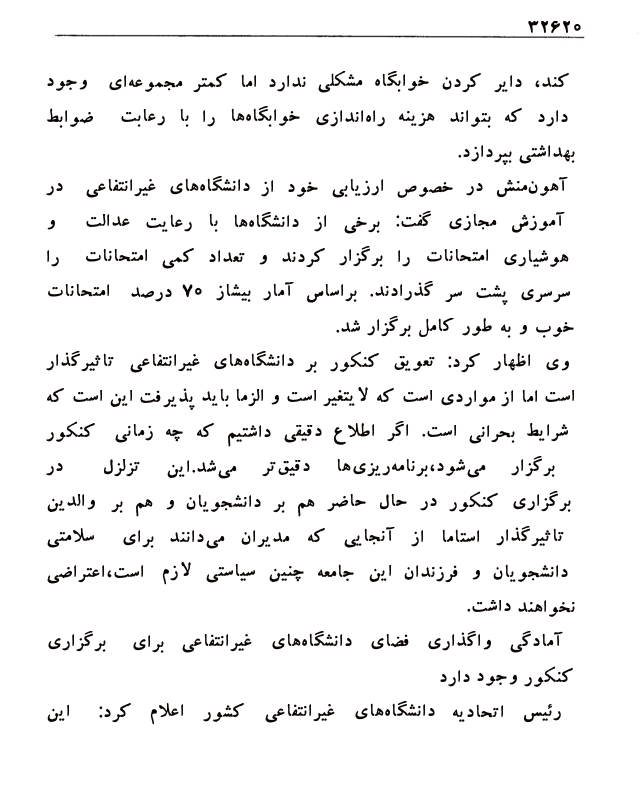 ۳۲۶۲۰
کند، دایر کردن خوابگاه مشکلی ندارد اما کمتر مجموعه‌ای وجود
دارد که بتواند هزینه راه‌اندازی خوابگاه‌ها را با رعابت ضوابط
بهداشتی بپردازد.
آهون‌منش در خصوص ارزیابی خود از دانشگاه‌های غیرانتفاعی در
آموزش مجازی گفت: برخی از دانشگاه‌ها با رعایت عدالت و
هوشیاری امتحانات را برگزار کردند و تعداد کمی امتحانات را
سرسری پشت سر گذرادند. براساس آمار بیشاز ۷۰ درصد امتحانات
خوب و به طور کامل برگزار شد.
وی اظهار کرد: تعویق کنکور بر دانشگاه‌های غیرانتفاعی تاثیرگذار
است اما از مواردی است که لایتغیر است و الزما باید پذیرفت این است که
شرایط بحرانی است. اگر اطلاع دقیقی داشتیم که چه زمانی کنکور
برگزار می‌شود،برنامه‌ریزی‌ها دقیق‌تر می‌شد.این تزلزل در
برگزاری کنکور در حال حاضر هم بر دانشجویان و هم بر والدین
تاثیرگذار استاما از آنجایی که مدیران می‌دانند برای سلامتی
دانشجویان و فرزندان این جامعه چنین سیاستی لازم است،اعتراضی
نخواهند داشت.
آمادگی واگذاری فضای دانشگاه‌های غیرانتفاعی برای برگزاری
کنکور وجود دارد
رئیس اتحادیه دانشگاه‌های غیرانتفاعی کشور اعلام کرد: این